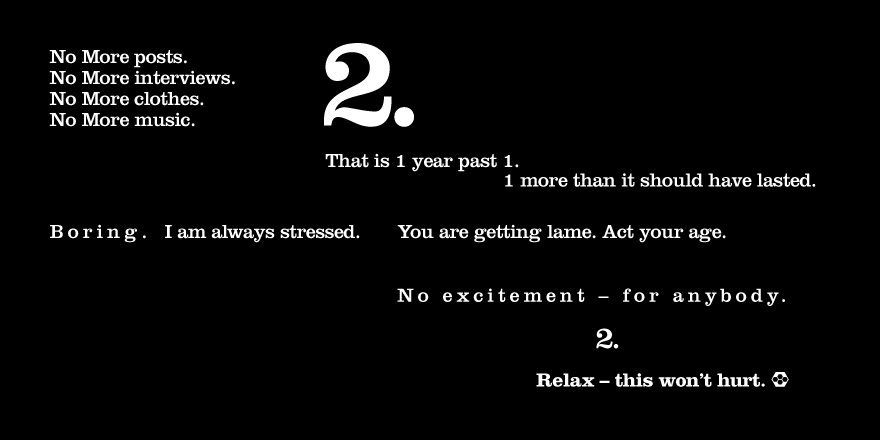 No More posts.
No More interviews.
No More clothes.
No More music.
2.
That is 1 year past 1.
1 more than it should have lasted.
Boring. I am always stressed.
You are getting lame. Act your age.
No excitement – for anybody.
2.
Relax – this won’t hurt.